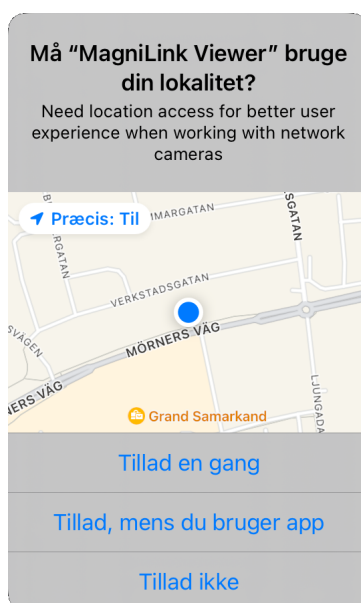 Må “MagniLink Viewer” bruge
din lokalitet?
Need location access for better user
experience when working with network
cameras
Præcis: Til
MMARGATAN
SGATAN
RGATAN
VERKSTADSGATAN
SVÄGEN
MÖRNERS VÄG
NERS VÄG
LJUNGADA
Grand Samarkand
Tillad en gang
Tillad, mens du bruger app
Tillad ikke